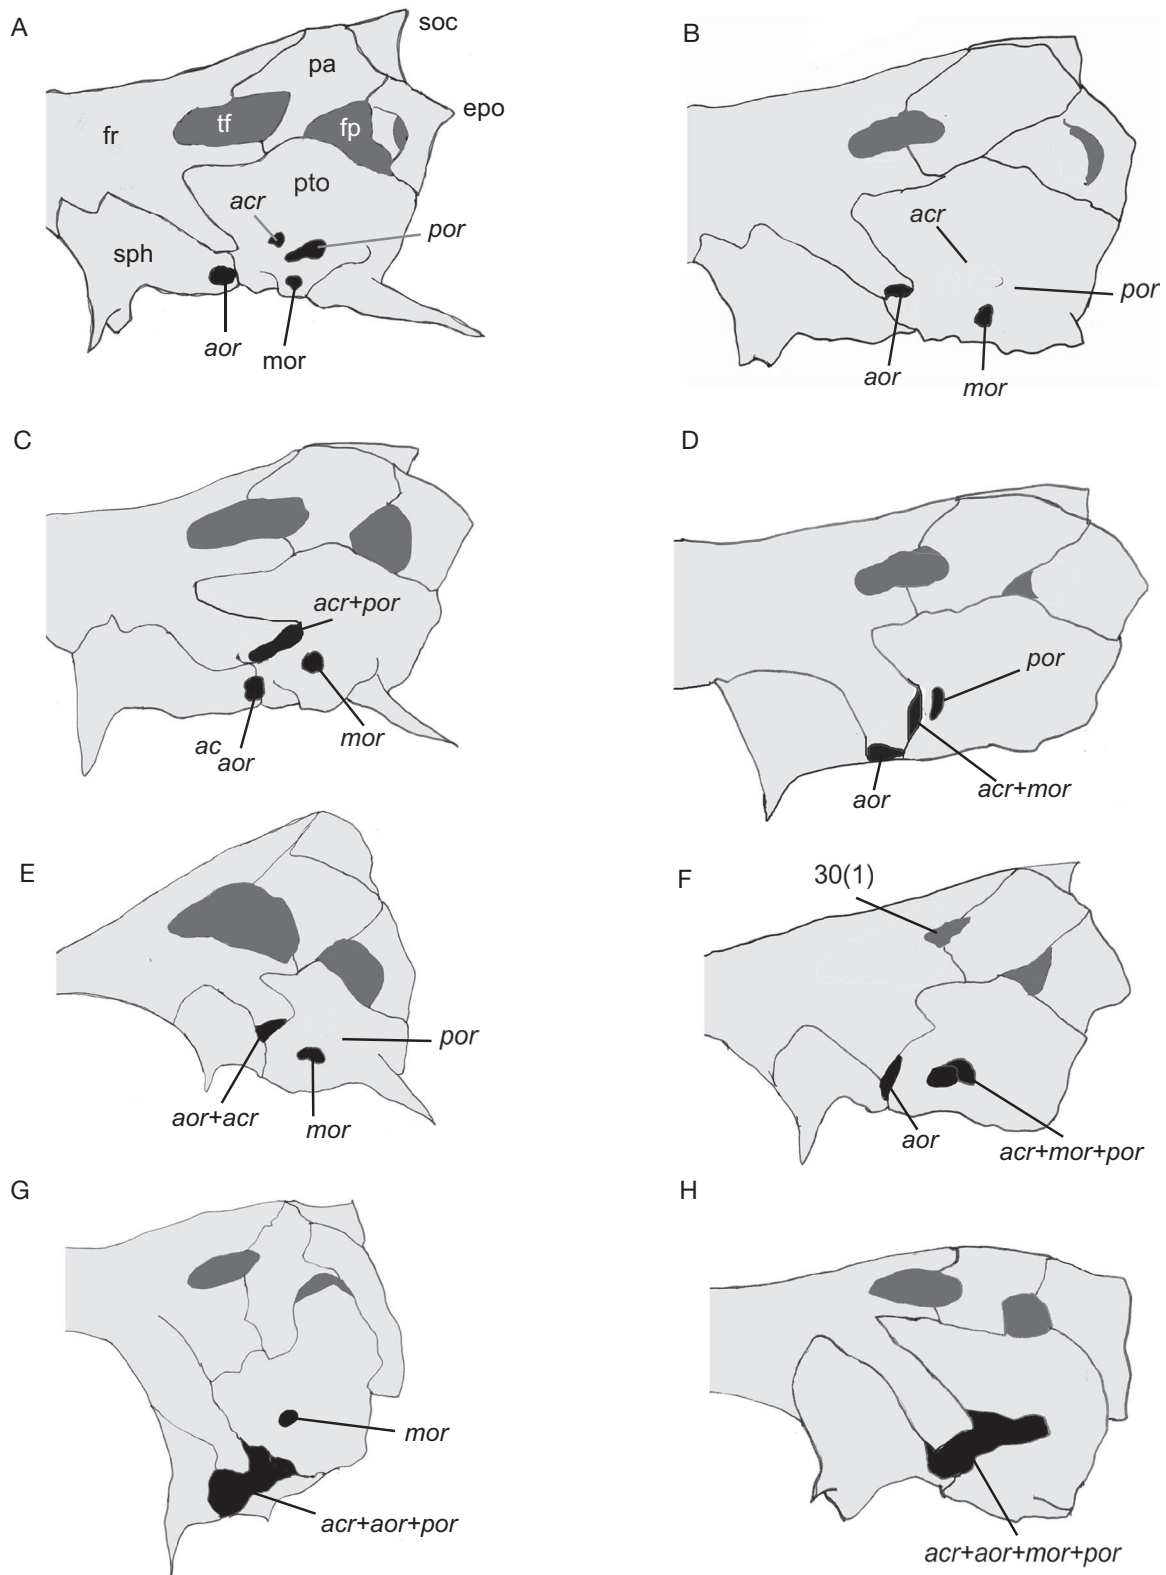 A
soc
pa
epo
tf
fp
fr
pto
acr
por
sph
aor
mor
B
acr
por
aor
mor
C
acr+por
ac
aor
mor
D
por
acr+mor
aor
E
por
aor+acr
mor
F
30(1)
aor
acr+mor+por
G
mor
acr+aor+por
H
acr+aor+mor+por